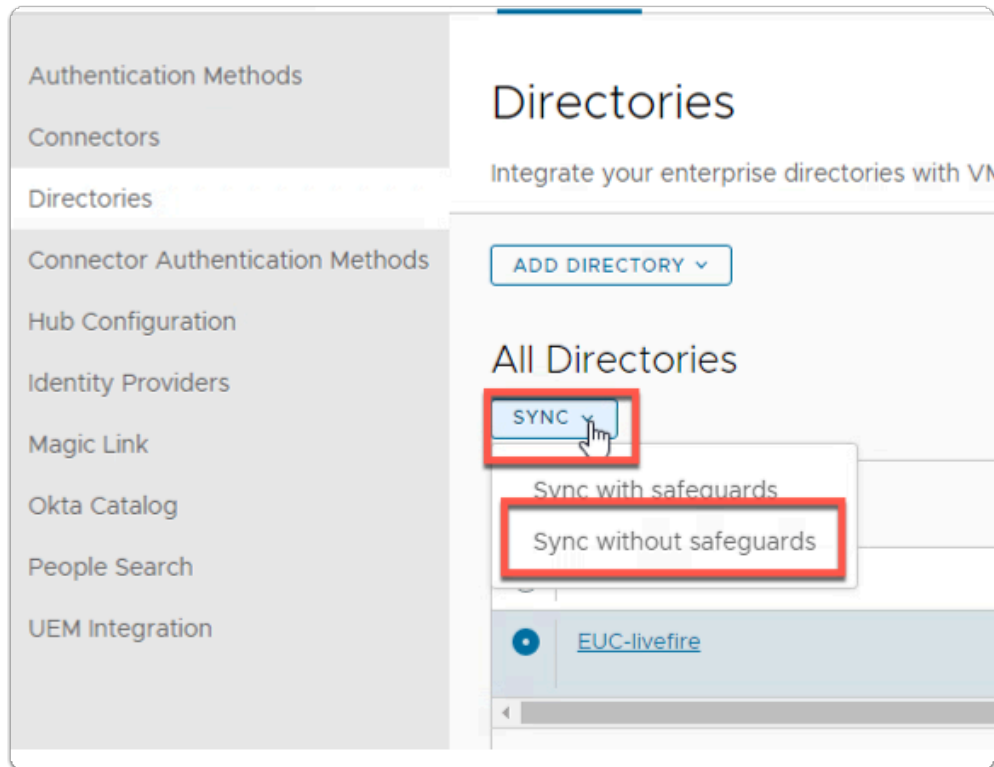 Authentication Methods
Connectors
Directories
Connector Authentication Methods
Hub Configuration
Identity Providers
Magic Link
Okta Catalog
People Search
UEM Integration
Directories
Integrate your enterprise directories with VM
ADD DIRECTORY
All Directories
SYNC
Sync with safeguards
Sync without safeguards
EUC-livefire